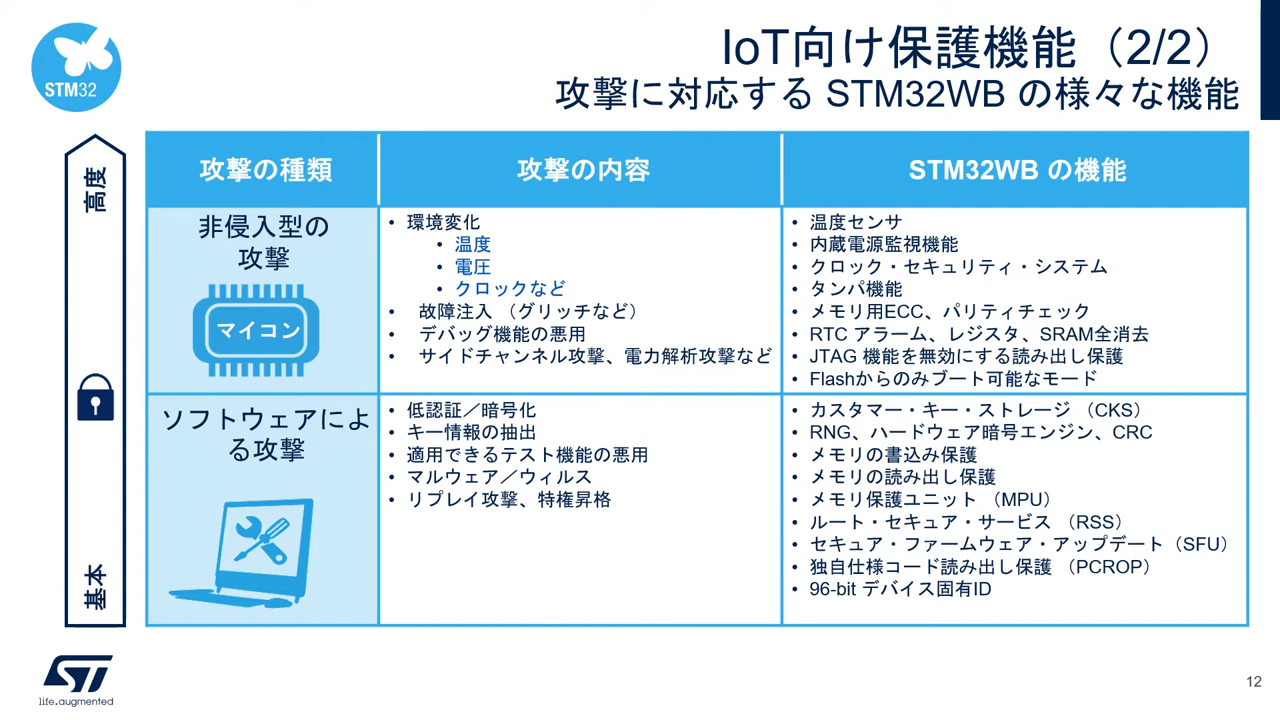 STM32
IoT向け保護機能（2/2）
攻撃に対応する STM32WB の様々な機能
高度
基本
攻撃の種類
攻撃の内容
STM32WB の機能
非侵入型の
攻撃
マイコン
• 環境変化
• 温度
• 電圧
• クロックなど
• 故障注入 （グリッチなど）
• デバッグ機能の悪用
• サイドチャンネル攻撃、電力解析攻撃など
• 温度センサ
• 内蔵電源監視機能
• クロック・セキュリティ・システム
• タンパ機能
• メモリ用ECC、パリティチェック
• RTC アラーム、レジスタ、SRAM全消去
• JTAG 機能を無効にする読み出し保護
• Flashからのみブート可能なモード
ソフトウェアによ
る攻撃
• 低認証／暗号化
• キー情報の抽出
• 適用できるテスト機能の悪用
• マルウェア／ウィルス
• リプレイ攻撃、特権昇格
• カスタマー・キー・ストレージ （CKS）
• RNG、ハードウェア暗号エンジン、CRC
• メモリの書込み保護
• メモリの読み出し保護
• メモリ保護ユニット （MPU）
• ルート・セキュア・サービス （RSS）
• セキュア・ファームウェア・アップデート（SFU）
• 独自仕様コード読み出し保護 （PCROP）
• 96-bit デバイス固有ID
ST
life.augmented
12